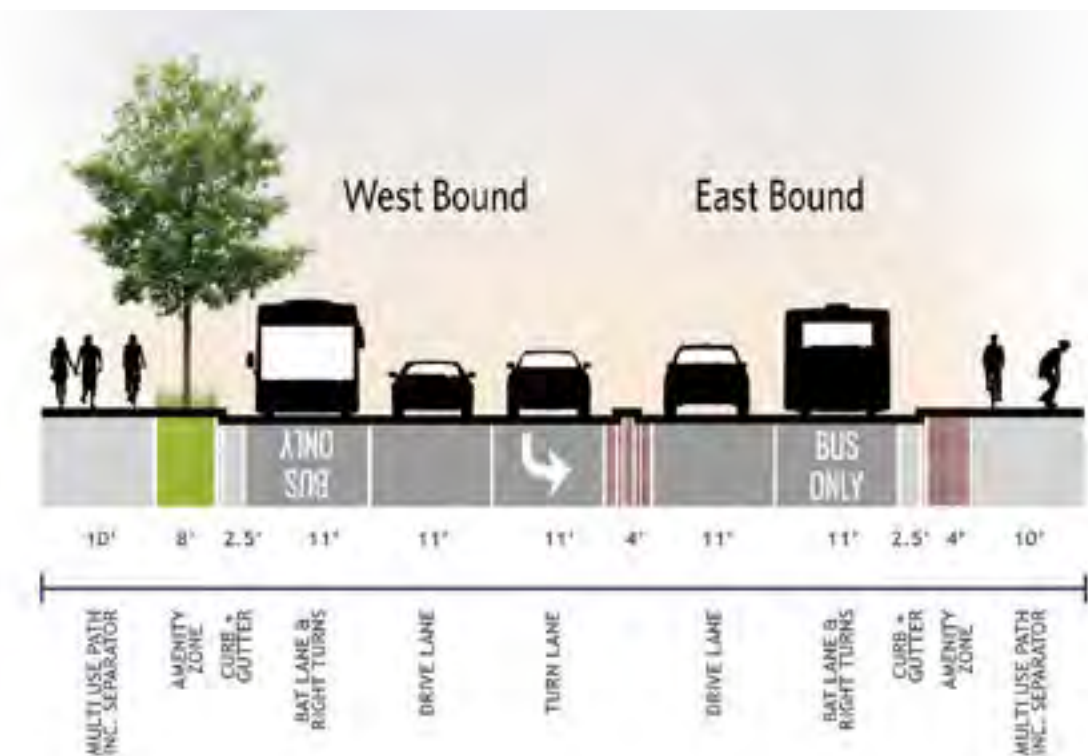 West Bound
East Bound
BUS
ONLY
BUS
ONLY
10'
8'
2.5'
11'
11'
11'
4'
11'
11'
2.5'
4'
10'
MULTI USE PATH
INC. SEPARATOR
AMENITY
ZONE
CURB +
GUTTER
BAT LANE &
RIGHT TURNS
DRIVE LANE
TURN LANE
DRIVE LANE
BAT LANE &
RIGHT TURNS
CURB +
GUTTER
AMENITY
ZONE
MULTI USE PATH
INC. SEPARATOR